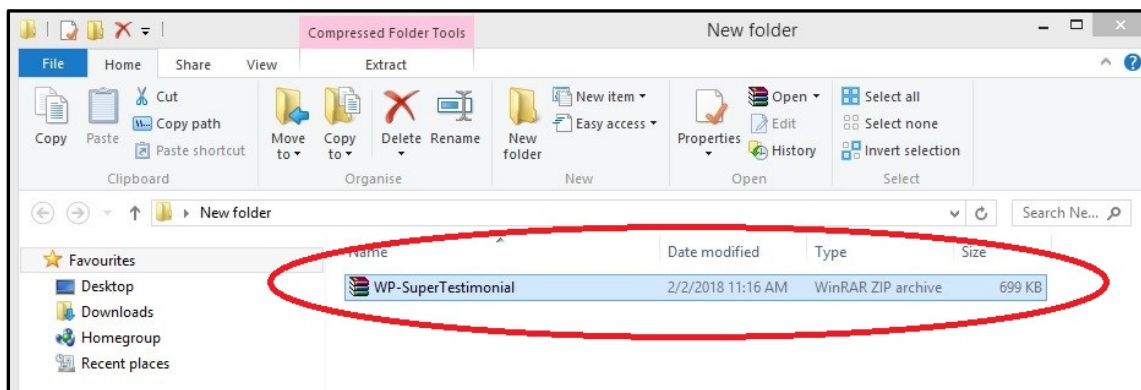 Compressed Folder Tools
New folder
File
Home
Share
View
Extract
Copy
Paste
Cut
Copy path
Paste shortcut
Clipboard
Move to
Copy to
Delete
Rename
Organise
New folder
New item
Easy access
New
Properties
Open
Edit
History
Open
Select all
Select none
Invert selection
Select
New folder
Search Ne...
Favourites
Desktop
Downloads
Homegroup
Recent places
Name
Date modified
Type
Size
WP-SuperTestimonial
2/2/2018 11:16 AM
WinRAR ZIP archive
699 KB